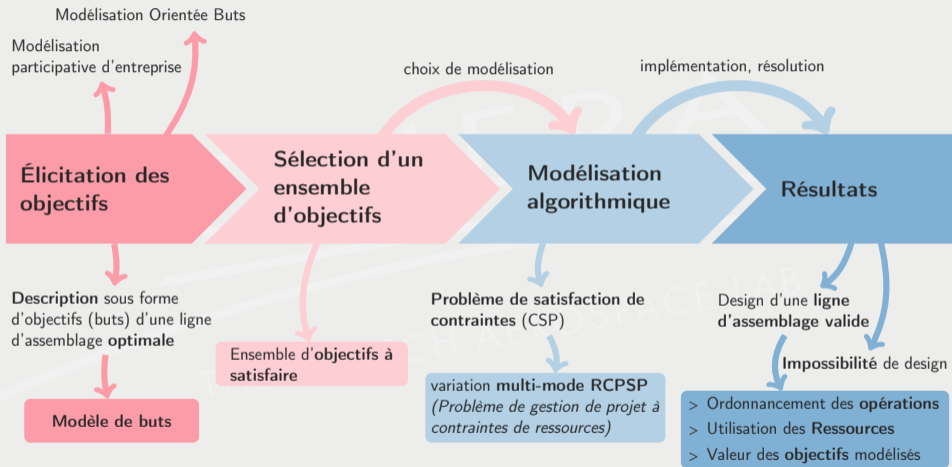 Modélisation Orientée Buts
Modélisation
participative d'entreprise
choix de modélisation
implémentation, résolution
Élicitation des
objectifs
Sélection d'un
ensemble
d'objectifs
Modélisation
algorithmique
Résultats
Description sous forme
d'objectifs (buts) d'une ligne
d'assemblage optimale
Modèle de buts
Ensemble d'objectifs à
satisfaire
Problème de satisfaction de
contraintes (CSP)
variation multi-mode RCPSP
(Problème de gestion de projet à
contraintes de ressources)
Design d'une ligne
d'assemblage valide
Impossibilité de design
> Ordonnancement des opérations
> Utilisation des Ressources
> Valeur des objectifs modélisés